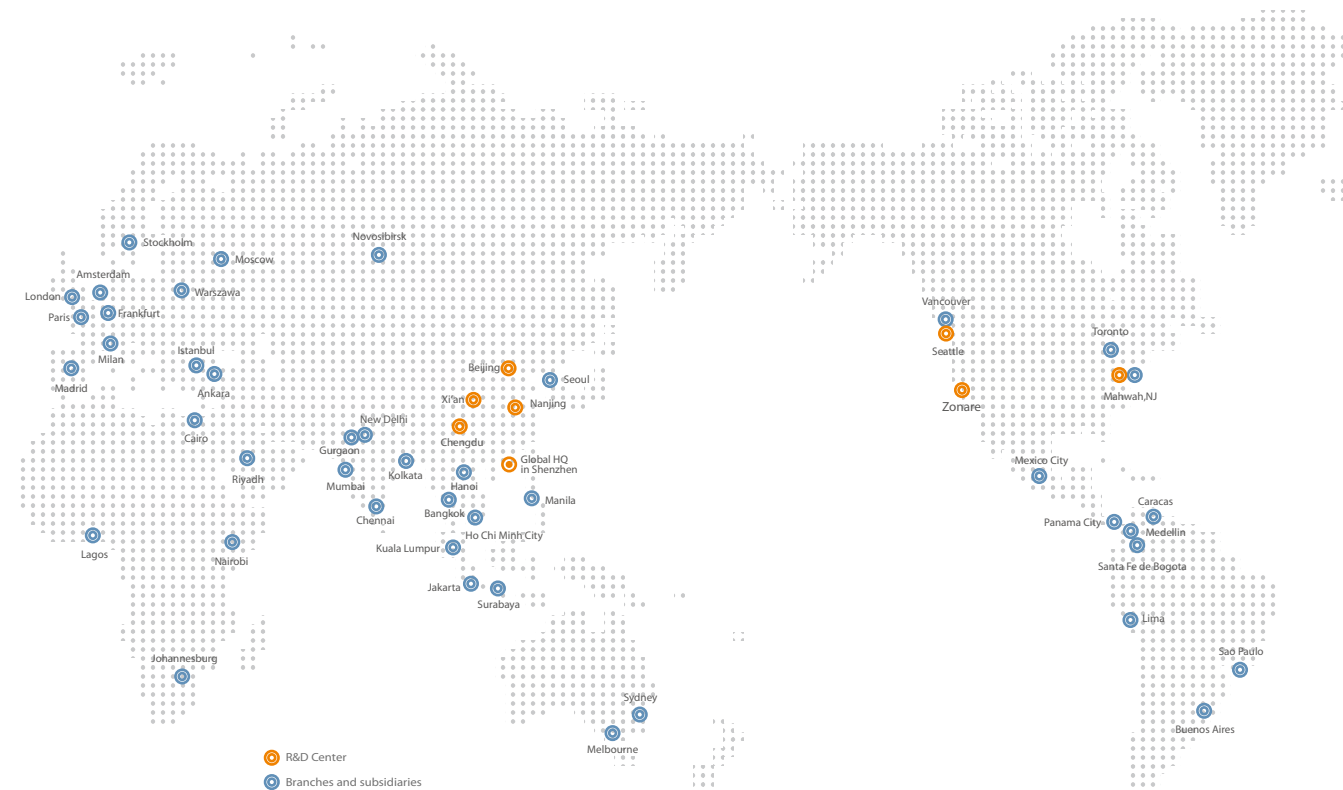 Stockholm
Novosibirsk
Moscow
Amsterdam
London
Warszawa
Paris
Frankfurt
Milan
Istanbul
Madrid
Ankara
Cairo
Riyadh
Lagos
Nairobi
Johannesburg
Beijing
Seoul
Xi'an
Nanjing
Chengdu
New Delhi
Gurgaon
Mumbai
Kolkata
Chennai
Global HQ
in Shenzhen
Hanoi
Bangkok
Manila
Ho Chi Minh City
Kuala Lumpur
Jakarta
Surabaya
Sydney
Melbourne
Vancouver
Seattle
Zonare
Toronto
Mahwah,NJ
Mexico City
Caracas
Panama City
Medellin
Santa Fe de Bogota
Lima
Sao Paulo
Buenos Aires
R&D Center
Branches and subsidiaries